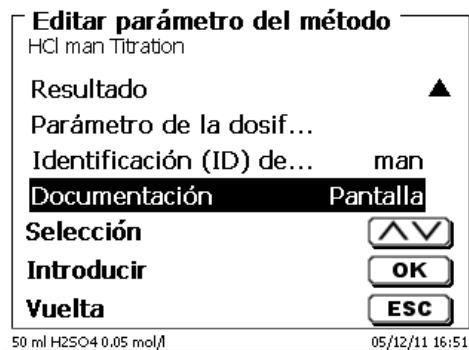 Editar parámetro del método
HCl man Titration
Resultado
Parámetro de la dosif...
Identificación (ID) de... man
Documentación Pantalla
Selección
Introducir OK
Vuelta ESC
50 ml H2SO4 0.05 mol/l 05/12/11 16:51